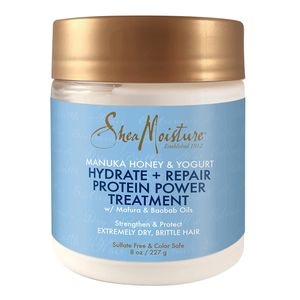 SheaMoisture
Established 1912
MANUKA HONEY & YOGURT
HYDRATE + REPAIR
PROTEIN POWER
TREATMENT
w/ Mafura & Baobab Oils
Strengthen & Protect
EXTREMELY DRY, BRITTLE HAIR
Sulfate Free & Color Safe
8 oz / 227 g